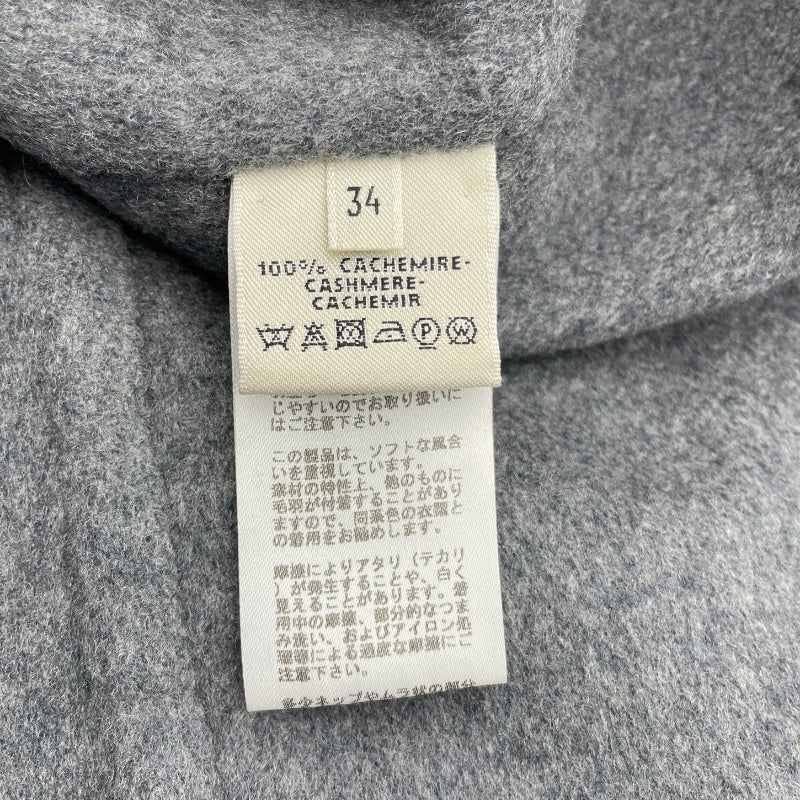 34
100% CACHEMIRE-
CASHMERE-
CACHEMIR
P W
じやすいのでお取り扱いに
はご注意下さい。
この製品は、ソフトな風合
いを重視しています。
素材の特性上、他のものに
毛羽が付着することがあり
ますので、同系色の衣類と
の着用をお勧めします。
摩擦によりアタリ（テカリ
）が発生することや、白く
見えることがあります。着
用中の摩擦、部分的なつま
み洗い、およびアイロン処
理等による過度な摩擦にご
注意下さい。